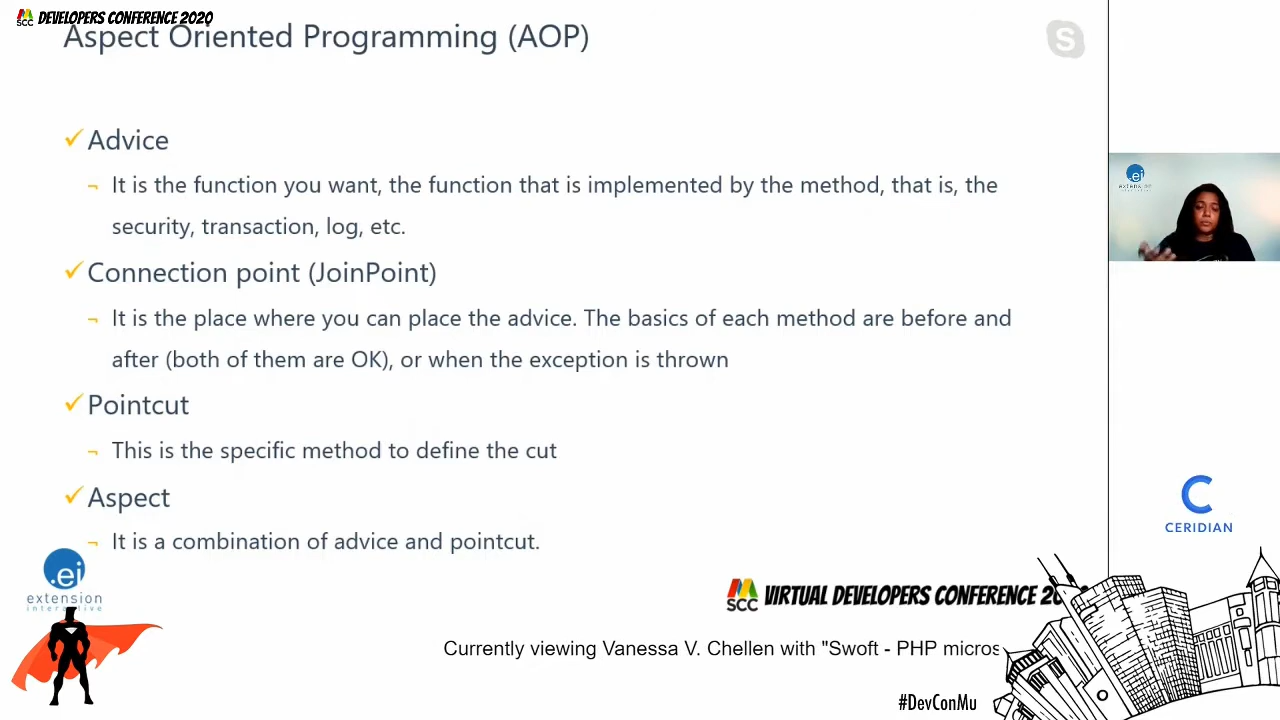 SCC DEVELOPERS CONFERENCE 2020
Aspect Oriented Programming (AOP)
S
Advice
It is the function you want, the function that is implemented by the method, that is, the
security, transaction, log, etc.
Connection point (JoinPoint)
It is the place where you can place the advice. The basics of each method are before and
after (both of them are OK), or when the exception is thrown
Pointcut
This is the specific method to define the cut
Aspect
It is a combination of advice and pointcut.
.ei
extension
interactive
.ei
extension
C
CERIDIAN
SCC VIRTUAL DEVELOPERS CONFERENCE
Currently viewing Vanessa V. Chellen with "Swoft - PHP micros
#DevConMu